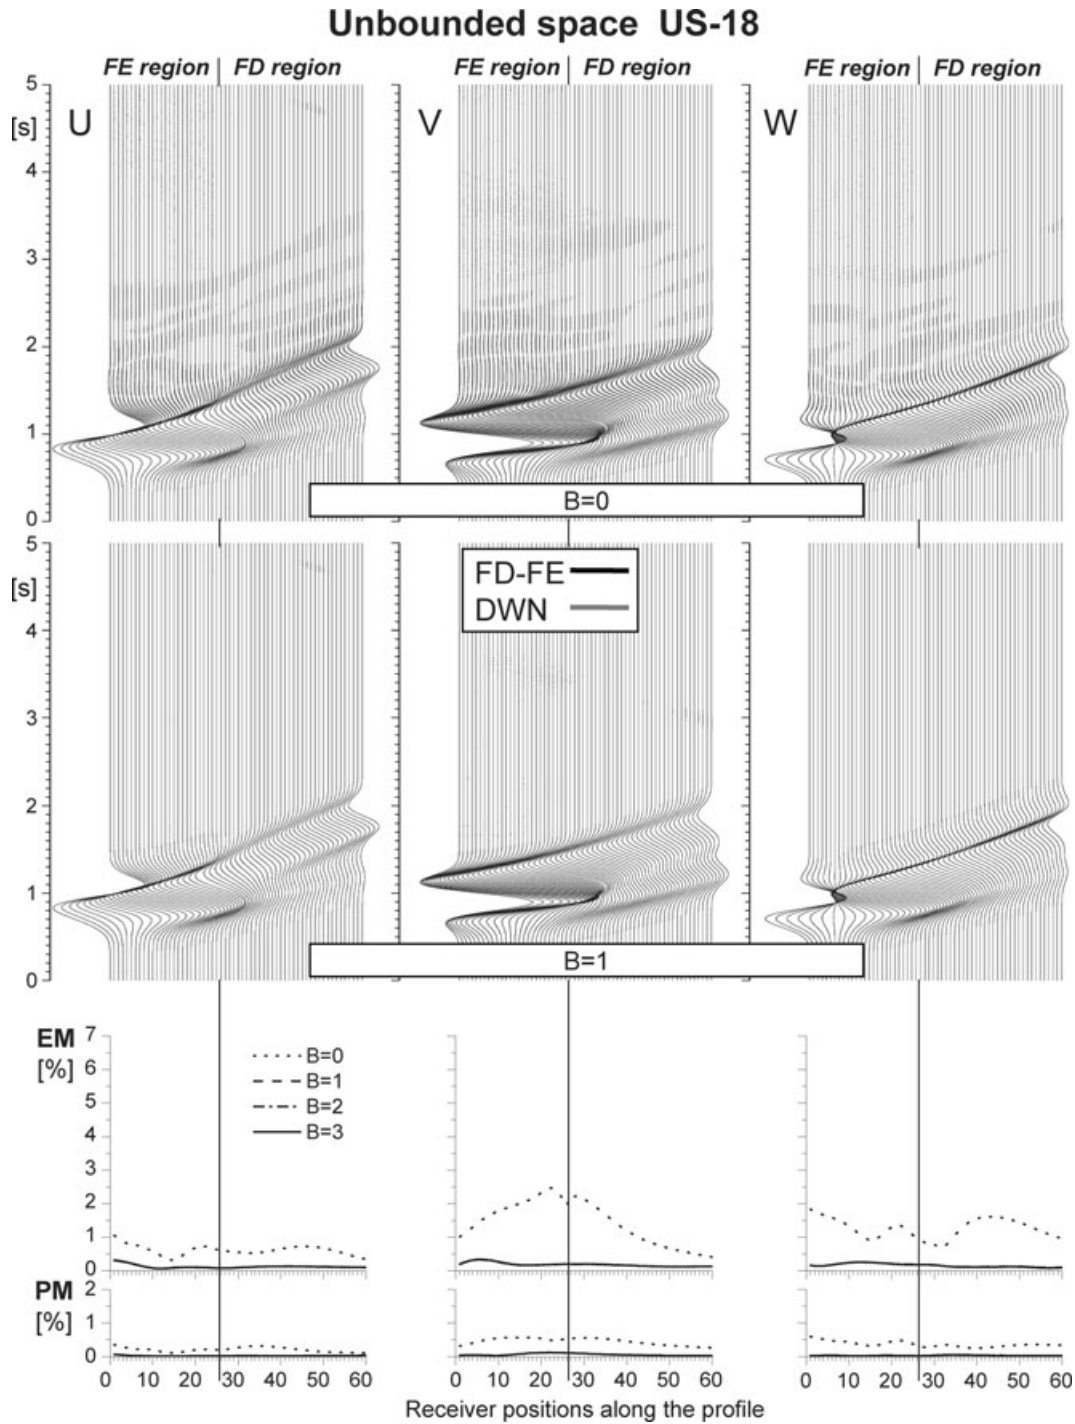 Unbounded space US-18
FE region | FD region FE region | FD region FE region | FD region
5
[s]
U V W
4
3
2
1
0
B=0
5
[s]
FD-FE
DWN
4
3
2
1
0
B=1
EM 7
[%] 6
5
4
3
2
1
0
B=0
B=1
B=2
B=3
PM 2
[%] 1
0
0 10 20 30 40 50 60 0 10 20 30 40 50 60 0 10 20 30 40 50 60
Receiver positions along the profile